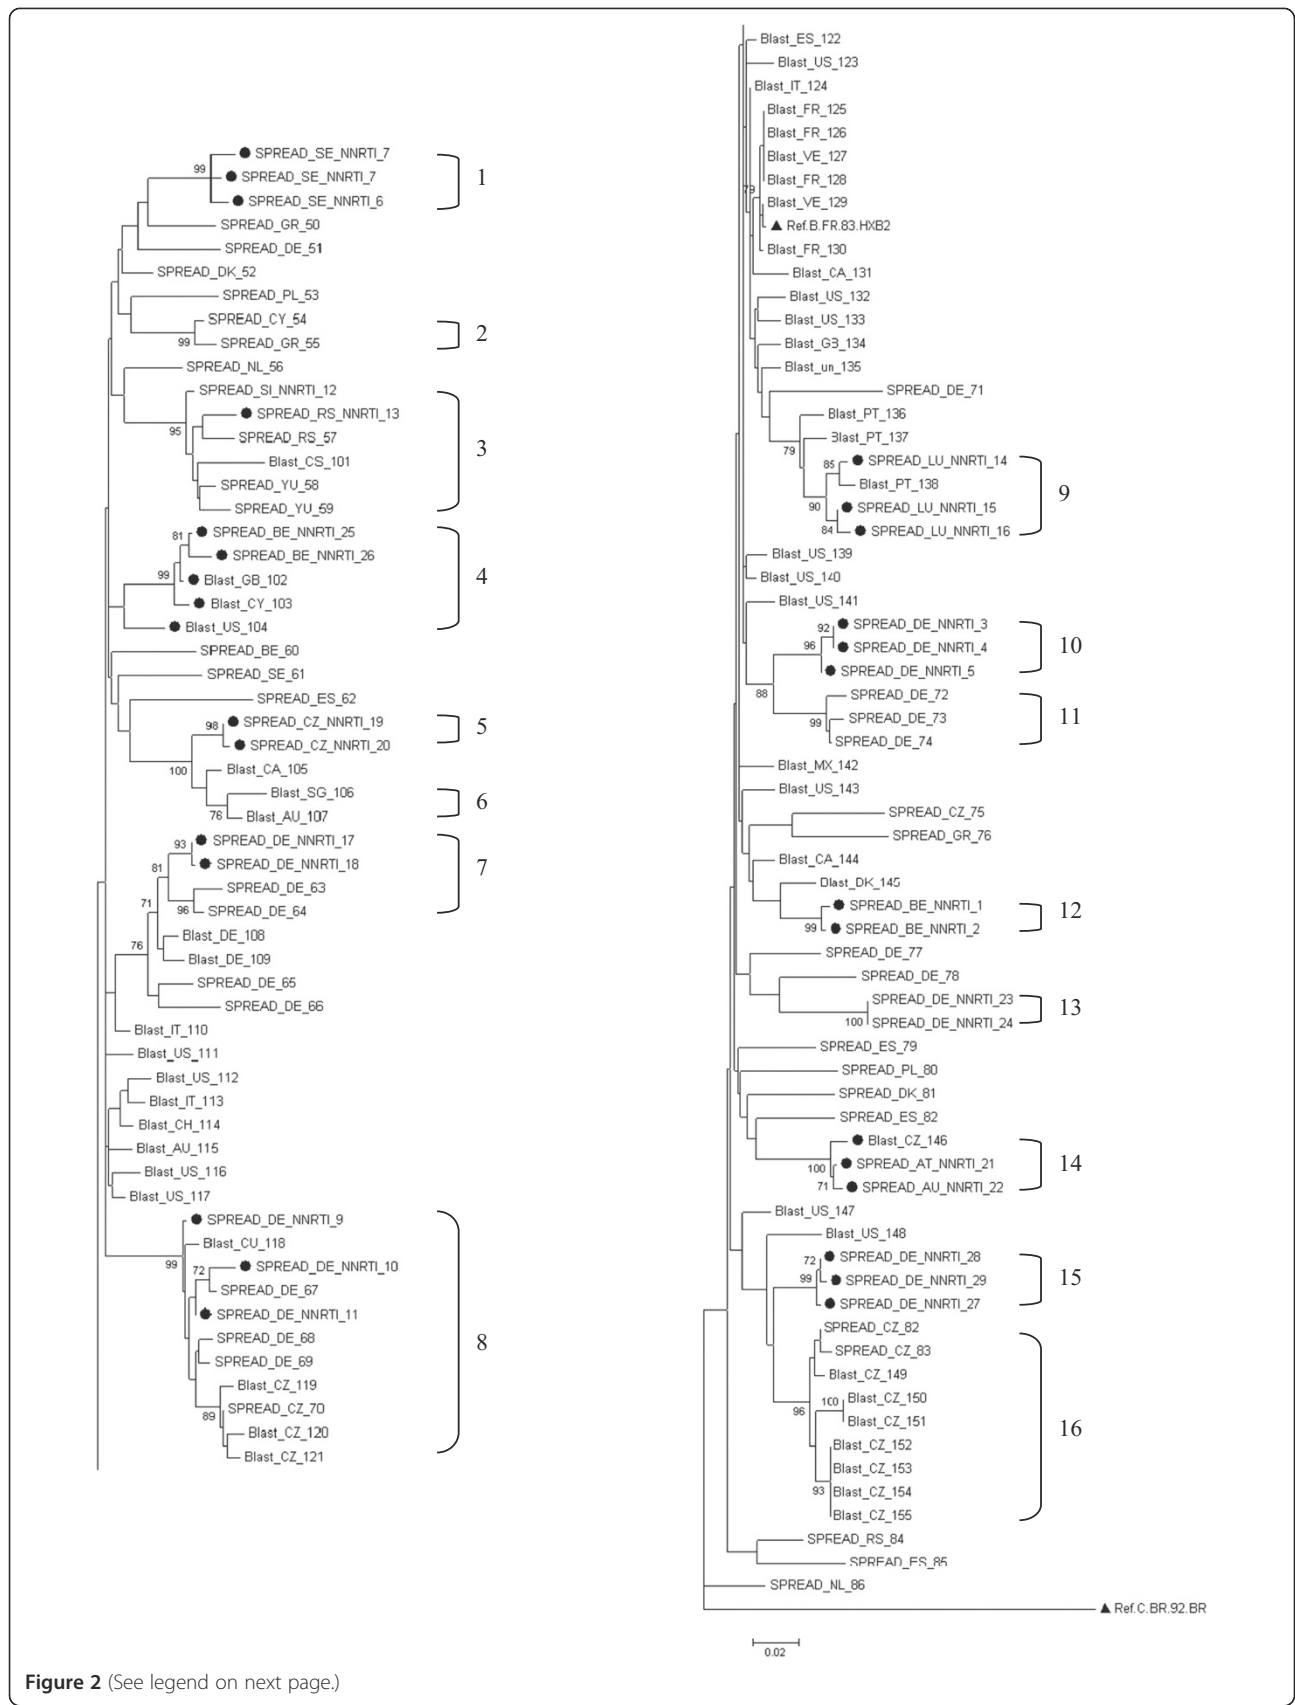 99
SPREAD_SE_NNRTI_7
SPREAD_SE_NNRTI_7
SPREAD_SE_NNRTI_6
1
SPREAD_GR_50
SPREAD_DE_51
SPREAD_DK_52
SPREAD_PL_53
SPREAD_CY_54
99
SPREAD_GR_55
2
SPREAD_NL_56
SPREAD_SI_NNRTI_12
SPREAD_RS_NNRTI_13
95
SPREAD_RS_57
3
Blast_CS_101
SPREAD_YU_58
SPREAD_YU_59
81
SPREAD_BE_NNRTI_25
SPREAD_BE_NNRTI_26
99
Blast_GB_102
4
Blast_CY_103
Blast_US_104
SPREAD_BE_60
SPREAD_SE_61
SPREAD_ES_62
98
SPREAD_CZ_NNRTI_19
5
SPREAD_CZ_NNRTI_20
100
Blast_CA_105
Blast_SG_106
6
76
Blast_AU_107
93
SPREAD_DE_NNRTI_17
81
SPREAD_DE_NNRTI_18
7
SPREAD_DE_63
71
96
SPREAD_DE_64
Blast_DE_108
76
Blast_DE_109
SPREAD_DE_65
SPREAD_DE_66
Blast_IT_110
Blast_US_111
Blast_US_112
Blast_IT_113
Blast_CH_114
Blast_AU_115
Blast_US_116
Blast_US_117
SPREAD_DE_NNRTI_9
Blast_CU_118
99
72
SPREAD_DE_NNRTI_10
SPREAD_DE_67
SPREAD_DE_NNRTI_11
SPREAD_DE_68
8
SPREAD_DE_69
Blast_CZ_119
89
SPREAD_CZ_70
Blast_CZ_120
Blast_CZ_121
Blast_ES_122
Blast_US_123
Blast_IT_124
Blast_FR_125
Blast_FR_126
Blast_VE_127
Blast_FR_128
79
Blast_VE_129
Ref.B.FR.83.HXB2
Blast_FR_130
Blast_CA_131
Blast_US_132
Blast_US_133
Blast_GB_134
Blast_un_135
SPREAD_DE_71
Blast_PT_136
79
Blast_PT_137
85
SPREAD_LU_NNRTI_14
Blast_PT_138
9
90
SPREAD_LU_NNRTI_15
84
SPREAD_LU_NNRTI_16
Blast_US_139
Blast_US_140
Blast_US_141
92
SPREAD_DE_NNRTI_3
96
SPREAD_DE_NNRTI_4
10
SPREAD_DE_NNRTI_5
88
SPREAD_DE_72
99
SPREAD_DE_73
11
SPREAD_DE_74
Blast_MX_142
Blast_US_143
SPREAD_CZ_75
SPREAD_GR_76
Blast_CA_144
Blast_DK_145
SPREAD_BE_NNRTI_1
12
99
SPREAD_BE_NNRTI_2
SPREAD_DE_77
SPREAD_DE_78
SPREAD_DE_NNRTI_23
13
100
SPREAD_DE_NNRTI_24
SPREAD_ES_79
SPREAD_PL_80
SPREAD_DK_81
SPREAD_ES_82
Blast_CZ_146
100
SPREAD_AT_NNRTI_21
14
71
SPREAD_AU_NNRTI_22
Blast_US_147
Blast_US_148
72
SPREAD_DE_NNRTI_28
99
SPREAD_DE_NNRTI_29
15
SPREAD_DE_NNRTI_27
SPREAD_CZ_82
SPREAD_CZ_83
Blast_CZ_149
96
100
Blast_CZ_150
Blast_CZ_151
16
Blast_CZ_152
Blast_CZ_153
93
Blast_CZ_154
Blast_CZ_155
SPREAD_RS_84
SPREAD_ES_85
SPREAD_NL_86
Ref.C.BR.92.BR
0.02
Figure 2 (See legend on next page.)